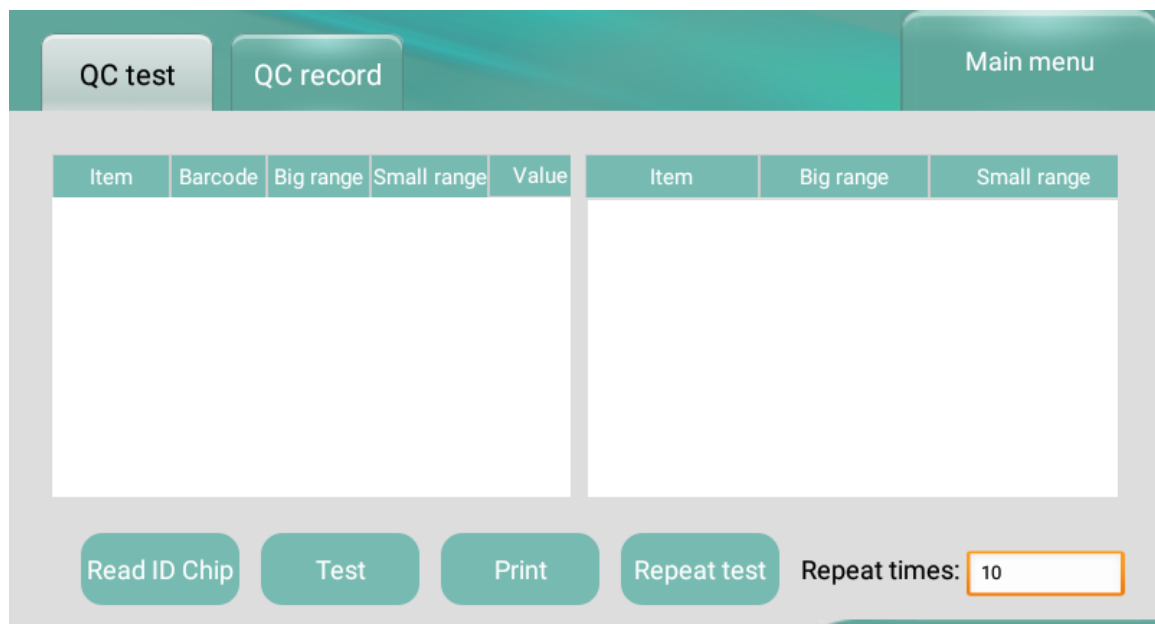 QC test QC record Main menu
Item Barcode Big range Small range Value Item Big range Small range
Read ID Chip Test Print Repeat test Repeat times: 10